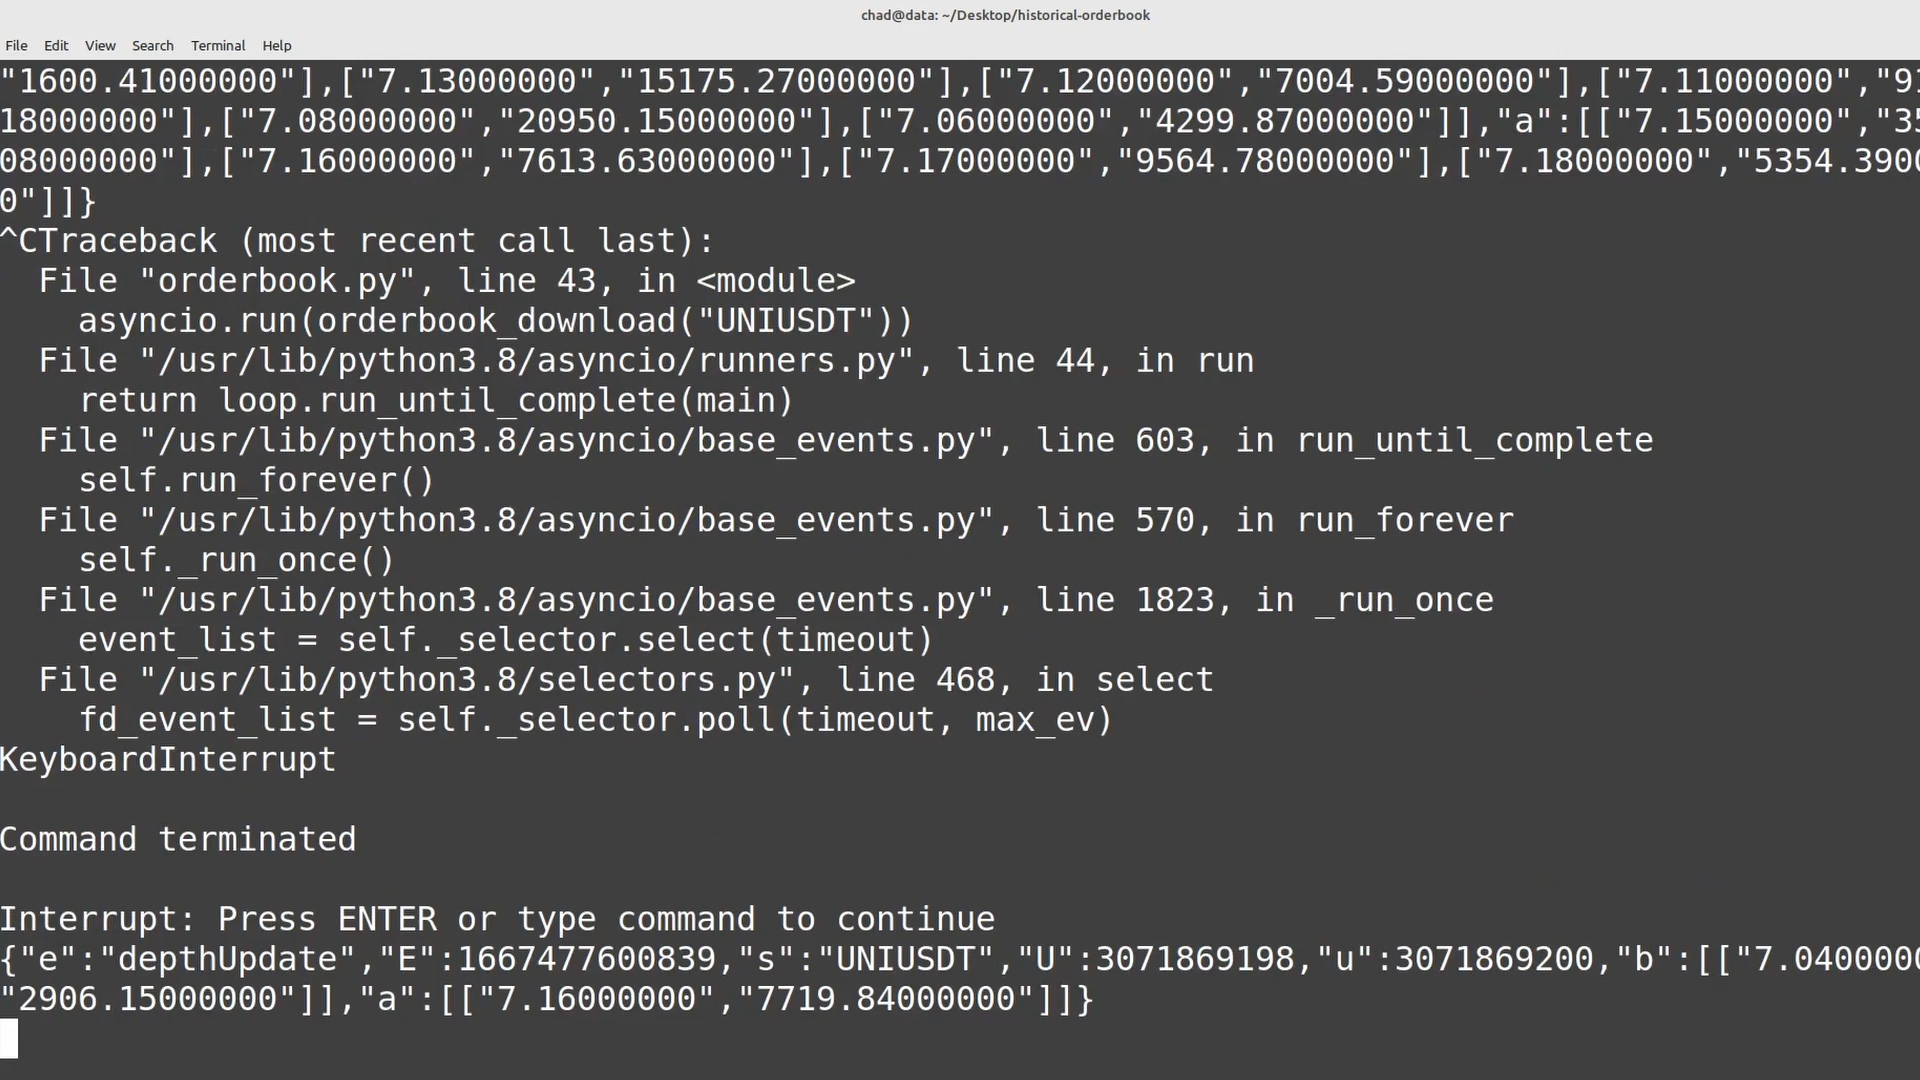 chad@data: ~/Desktop/historical-orderbook
File Edit View Search Terminal Help
"1600.41000000"],["7.13000000","15175.27000000"],["7.12000000","7004.59000000"],["7.11000000","91
18000000"],["7.08000000","20950.15000000"],["7.06000000","4299.87000000"]],"a":[["7.15000000","35
08000000"],["7.16000000","7613.63000000"],["7.17000000","9564.78000000"],["7.18000000","5354.3900
0"]]}
^CTraceback (most recent call last):
  File "orderbook.py", line 43, in <module>
    asyncio.run(orderbook_download("UNIUSDT"))
  File "/usr/lib/python3.8/asyncio/runners.py", line 44, in run
    return loop.run_until_complete(main)
  File "/usr/lib/python3.8/asyncio/base_events.py", line 603, in run_until_complete
    self.run_forever()
  File "/usr/lib/python3.8/asyncio/base_events.py", line 570, in run_forever
    self._run_once()
  File "/usr/lib/python3.8/asyncio/base_events.py", line 1823, in _run_once
    event_list = self._selector.select(timeout)
  File "/usr/lib/python3.8/selectors.py", line 468, in select
    fd_event_list = self._selector.poll(timeout, max_ev)
KeyboardInterrupt
Command terminated
Interrupt: Press ENTER or type command to continue
{"e":"depthUpdate","E":1667477600839,"s":"UNIUSDT","U":3071869198,"u":3071869200,"b":[["7.0400000
"2906.15000000"]],"a":[["7.16000000","7719.84000000"]]}